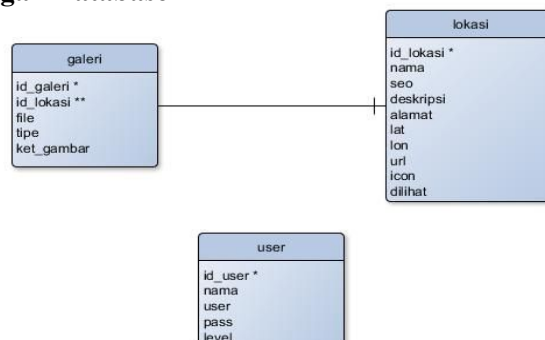 galeri
id_galeri *
id_lokasi **
file
tipe
ket_gambar
lokasi
id_lokasi *
nama
seo
deskripsi
alamat
lat
lon
url
icon
dilihat
user
id_user *
nama
user
pass
level